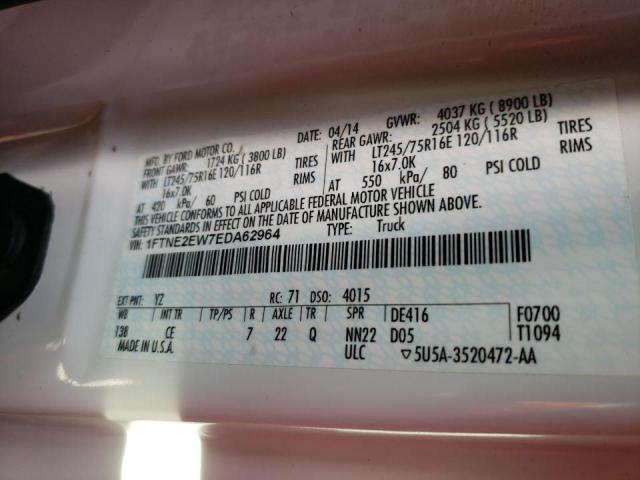 MFD. BY FORD MOTOR CO.
DATE: 04/14 GVWR: 4037 KG ( 8900 LB)
FRONT GAWR: 1724 KG ( 3800 LB)
REAR GAWR: 2504 KG ( 5520 LB)
WITH LT245/75R16E 120/116R TIRES
WITH LT245/75R16E 120/116R TIRES
16x7.0K RIMS
16x7.0K RIMS
AT 420 kPa/ 60 PSI COLD
AT 550 kPa/ 80 PSI COLD
THIS VEHICLE CONFORMS TO ALL APPLICABLE FEDERAL MOTOR VEHICLE
SAFETY STANDARDS IN EFFECT ON THE DATE OF MANUFACTURE SHOWN ABOVE.
VIN: 1FTNE2EW7EDA62964
TYPE: Truck
EXT PNT: YZ RC: 71 DSO: 4015
WB INT TR TP/PS R AXLE TR SPR DE416 F0700
138 CE 7 22 Q NN22 D05 T1094
MADE IN U.S.A. ULC ▽5U5A-3520472-AA